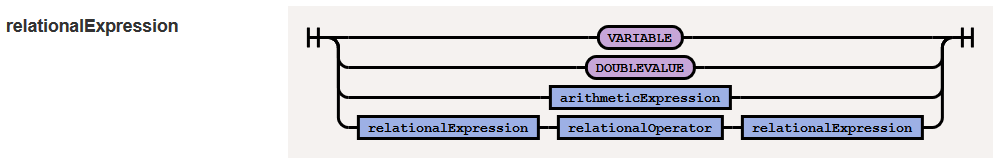 relationalExpression
VARIABLE
DOUBLEVALUE
arithmeticExpression
relationalExpression relationalOperator relationalExpression